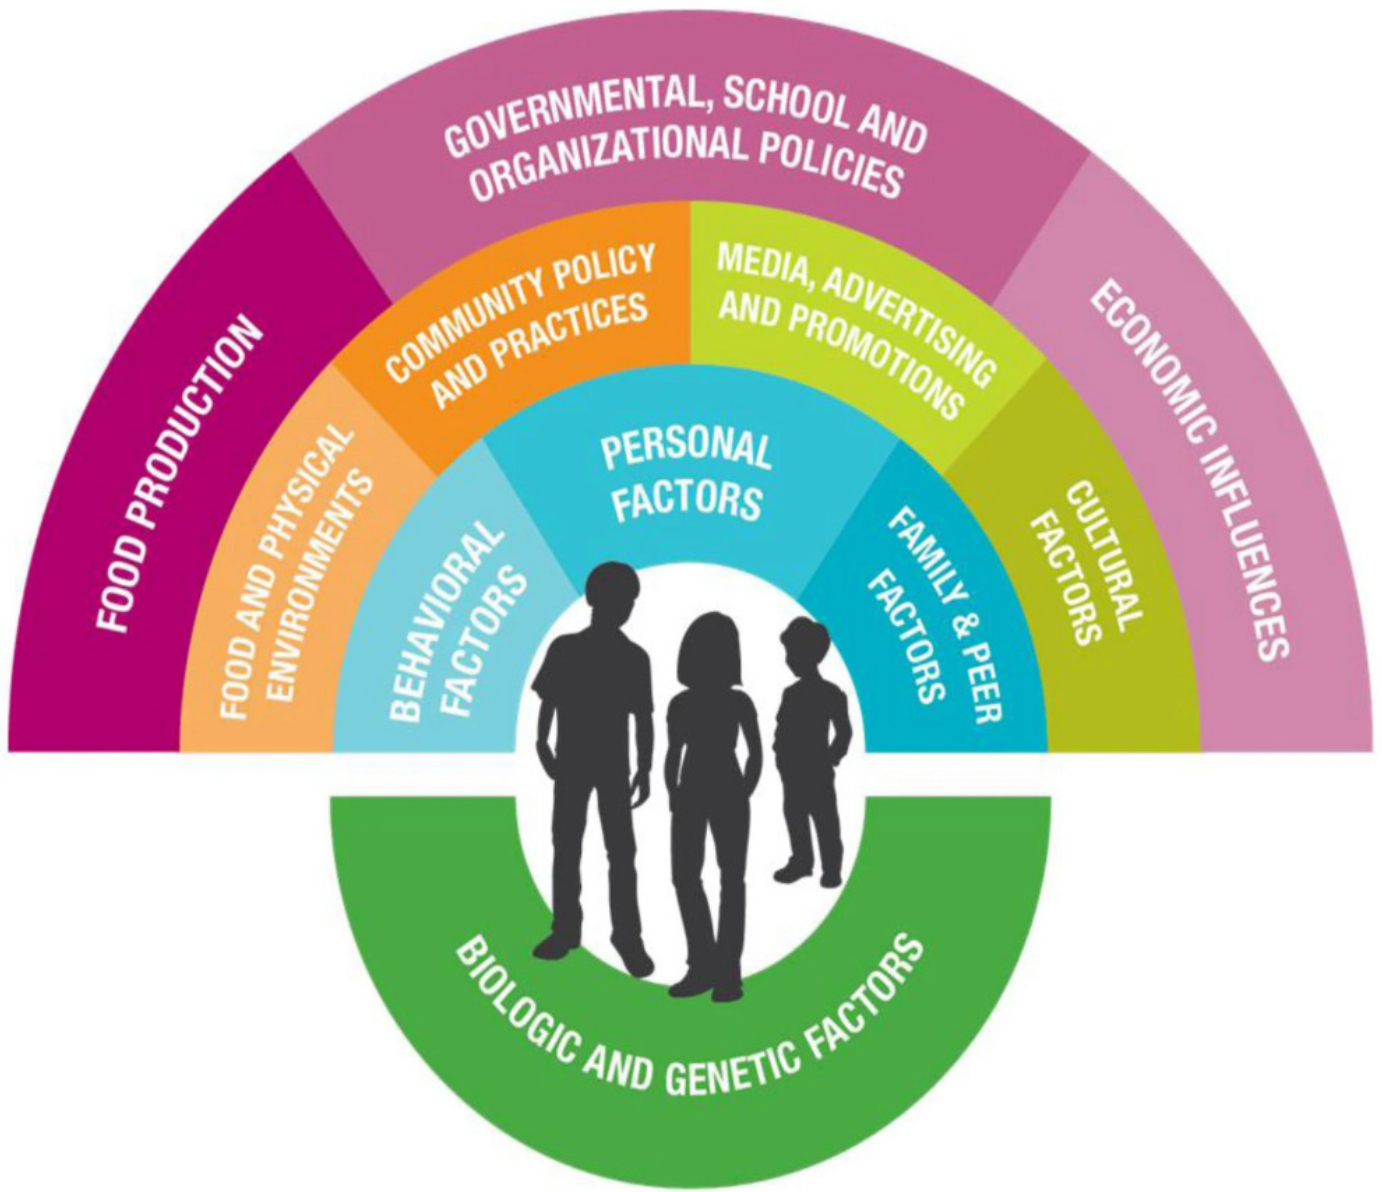 GOVERNMENTAL, SCHOOL AND
ORGANIZATIONAL POLICIES
FOOD PRODUCTION
ECONOMIC INFLUENCES
COMMUNITY POLICY
AND PRACTICES
MEDIA, ADVERTISING
AND PROMOTIONS
FOOD AND PHYSICAL
ENVIRONMENTS
CULTURAL
FACTORS
PERSONAL
FACTORS
BEHAVIORAL
FACTORS
FAMILY & PEER
FACTORS
BIOLOGIC AND GENETIC FACTORS